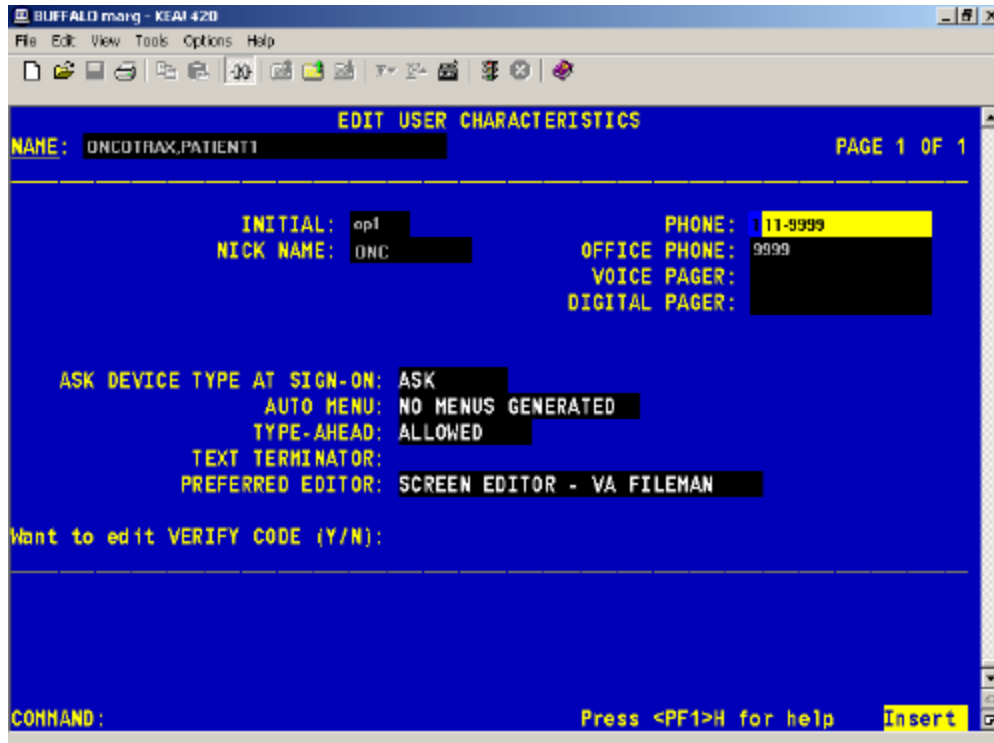 BUFFALO marg - KEA! 420
File Edit View Tools Options Help
EDIT USER CHARACTERISTICS
NAME: ONCOTRAX,PATIENT1 PAGE 1 OF 1
INITIAL: op1 PHONE: 111-9999
NICK NAME: ONC OFFICE PHONE: 9999
VOICE PAGER:
DIGITAL PAGER:
ASK DEVICE TYPE AT SIGN-ON: ASK
AUTO MENU: NO MENUS GENERATED
TYPE-AHEAD: ALLOWED
TEXT TERMINATOR:
PREFERRED EDITOR: SCREEN EDITOR - VA FILEMAN
Want to edit VERIFY CODE (Y/N):
COMMAND: Press <PF1>H for help Insert